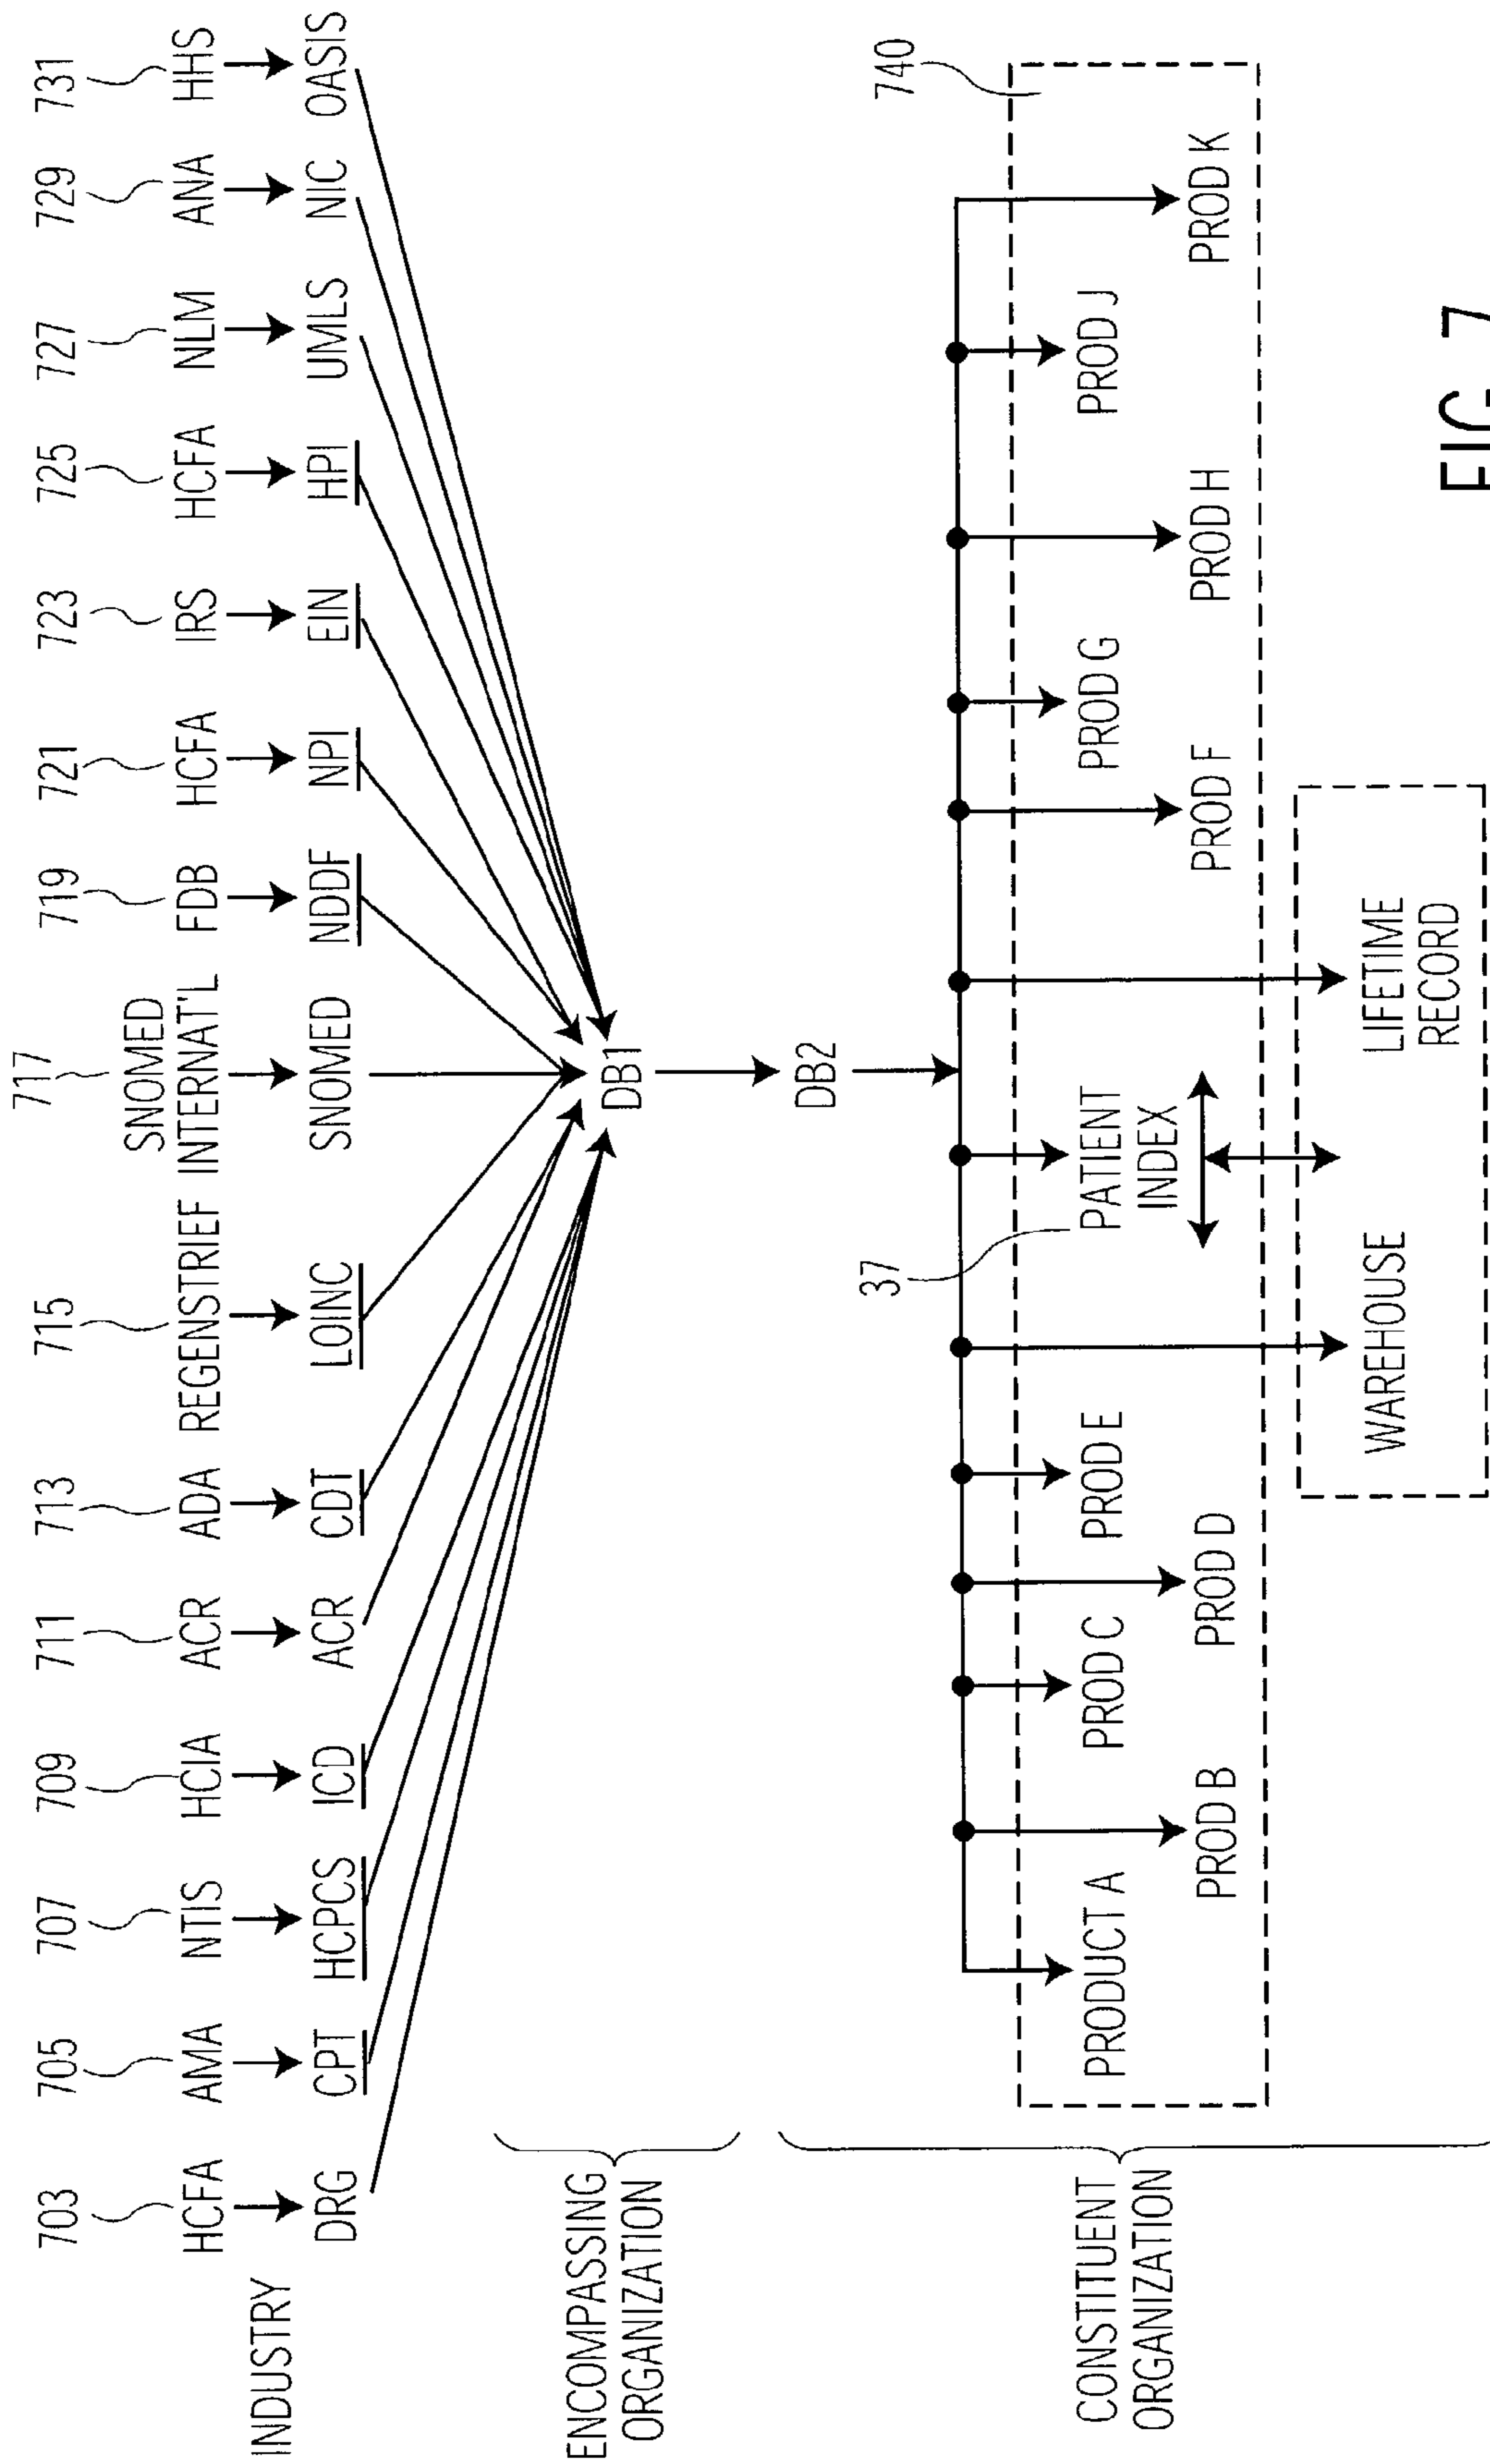 703 705 707 709 711 713 715 717 719 721 723 725 727 729 731
SNOMED
INDUSTRY
HCFA AMA NTIS HCIA ACR ADA REGENSTRIEF INTERNAT'L FDB HCFA IRS HCFA NLM ANA HHS
DRG CPT HCPCS ICD ACR CDT LOINC SNOMED NDDF NPI EIN HPI UMLS NIC OASIS
ENCOMPASSING
ORGANIZATION
DB1
DB2
37
740
CONSTITUENT
ORGANIZATION
PRODUCT A PROD C PROD E PATIENT PROD G PROD J
INDEX
PROD B PROD D PROD F PROD H PROD K
WAREHOUSE LIFETIME
RECORD
FIG. 7